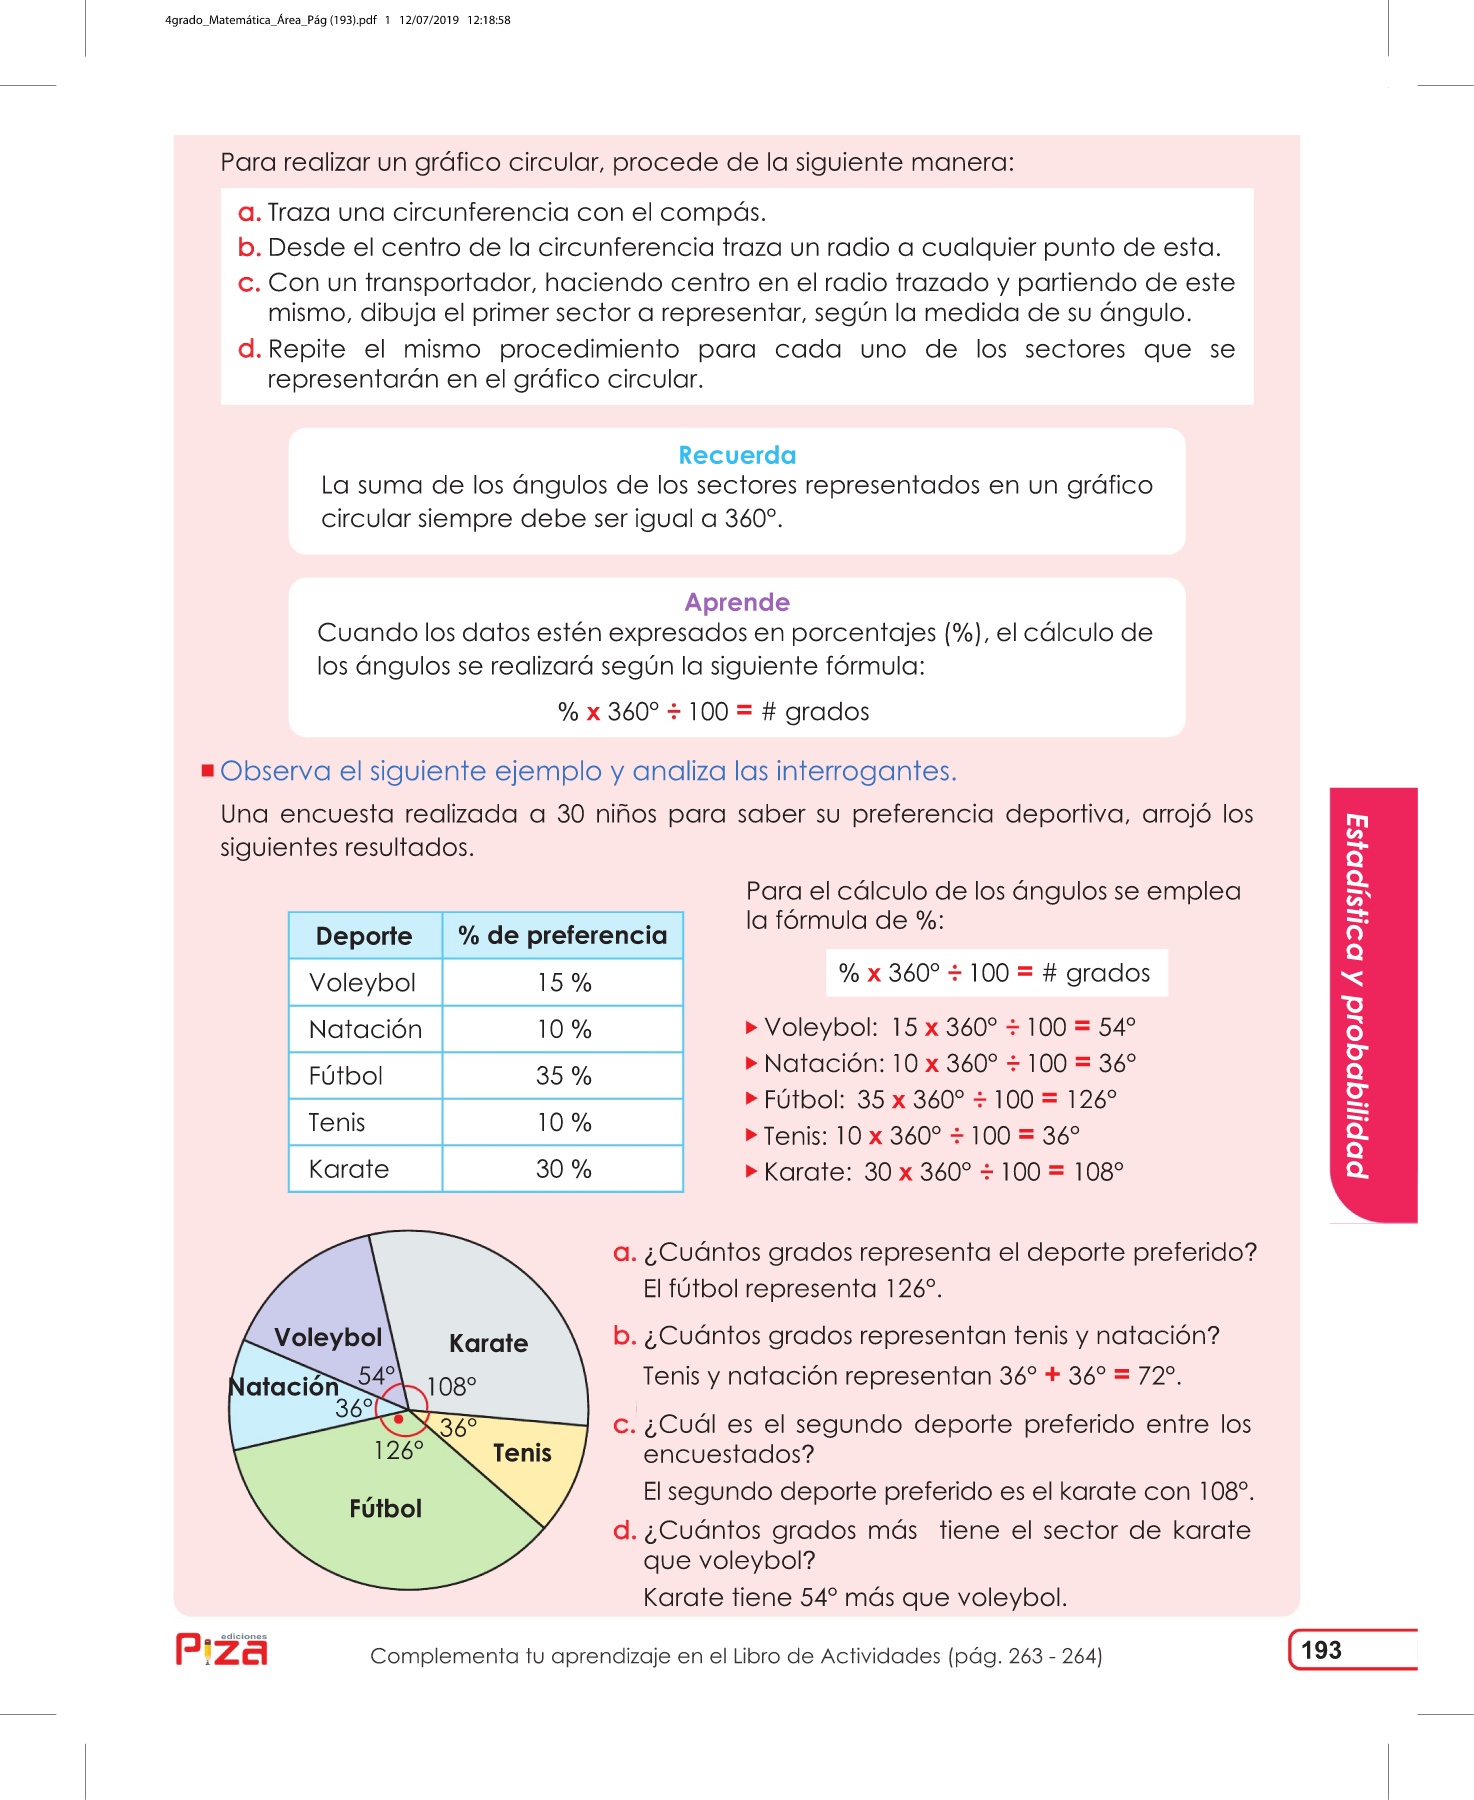 4grado_Matemática_Área_Pág (193).pdf 1 12/07/2019 12:18:58
Para realizar un gráfico circular, procede de la siguiente manera:
a. Traza una circunferencia con el compás.
b. Desde el centro de la circunferencia traza un radio a cualquier punto de esta.
c. Con un transportador, haciendo centro en el radio trazado y partiendo de este
mismo, dibuja el primer sector a representar, según la medida de su ángulo.
d. Repite el mismo procedimiento para cada uno de los sectores que se
representarán en el gráfico circular.
Recuerda
La suma de los ángulos de los sectores representados en un gráfico
circular siempre debe ser igual a 360°.
Aprende
Cuando los datos estén expresados en porcentajes (%), el cálculo de
los ángulos se realizará según la siguiente fórmula:
% x 360° ÷ 100 = # grados
Observa el siguiente ejemplo y analiza las interrogantes.
Una encuesta realizada a 30 niños para saber su preferencia deportiva, arrojó los
siguientes resultados.
Deporte % de preferencia
Voleybol 15 %
Natación 10 %
Fútbol 35 %
Tenis 10 %
Karate 30 %
Para el cálculo de los ángulos se emplea
la fórmula de %:
% x 360° ÷ 100 = # grados
Voleybol: 15 x 360° ÷ 100 = 54°
Natación: 10 x 360° ÷ 100 = 36°
Fútbol: 35 x 360° ÷ 100 = 126°
Tenis: 10 x 360° ÷ 100 = 36°
Karate: 30 x 360° ÷ 100 = 108°
Voleybol
Karate
54°
Natación
108°
36°
36°
126°
Tenis
Fútbol
a. ¿Cuántos grados representa el deporte preferido?
El fútbol representa 126°.
b. ¿Cuántos grados representan tenis y natación?
Tenis y natación representan 36° + 36° = 72°.
c. ¿Cuál es el segundo deporte preferido entre los
encuestados?
El segundo deporte preferido es el karate con 108°.
d. ¿Cuántos grados más tiene el sector de karate
que voleybol?
Karate tiene 54° más que voleybol.
Estadística y probabilidad
ediciones
Piza
Complementa tu aprendizaje en el Libro de Actividades (pág. 263 - 264)
193